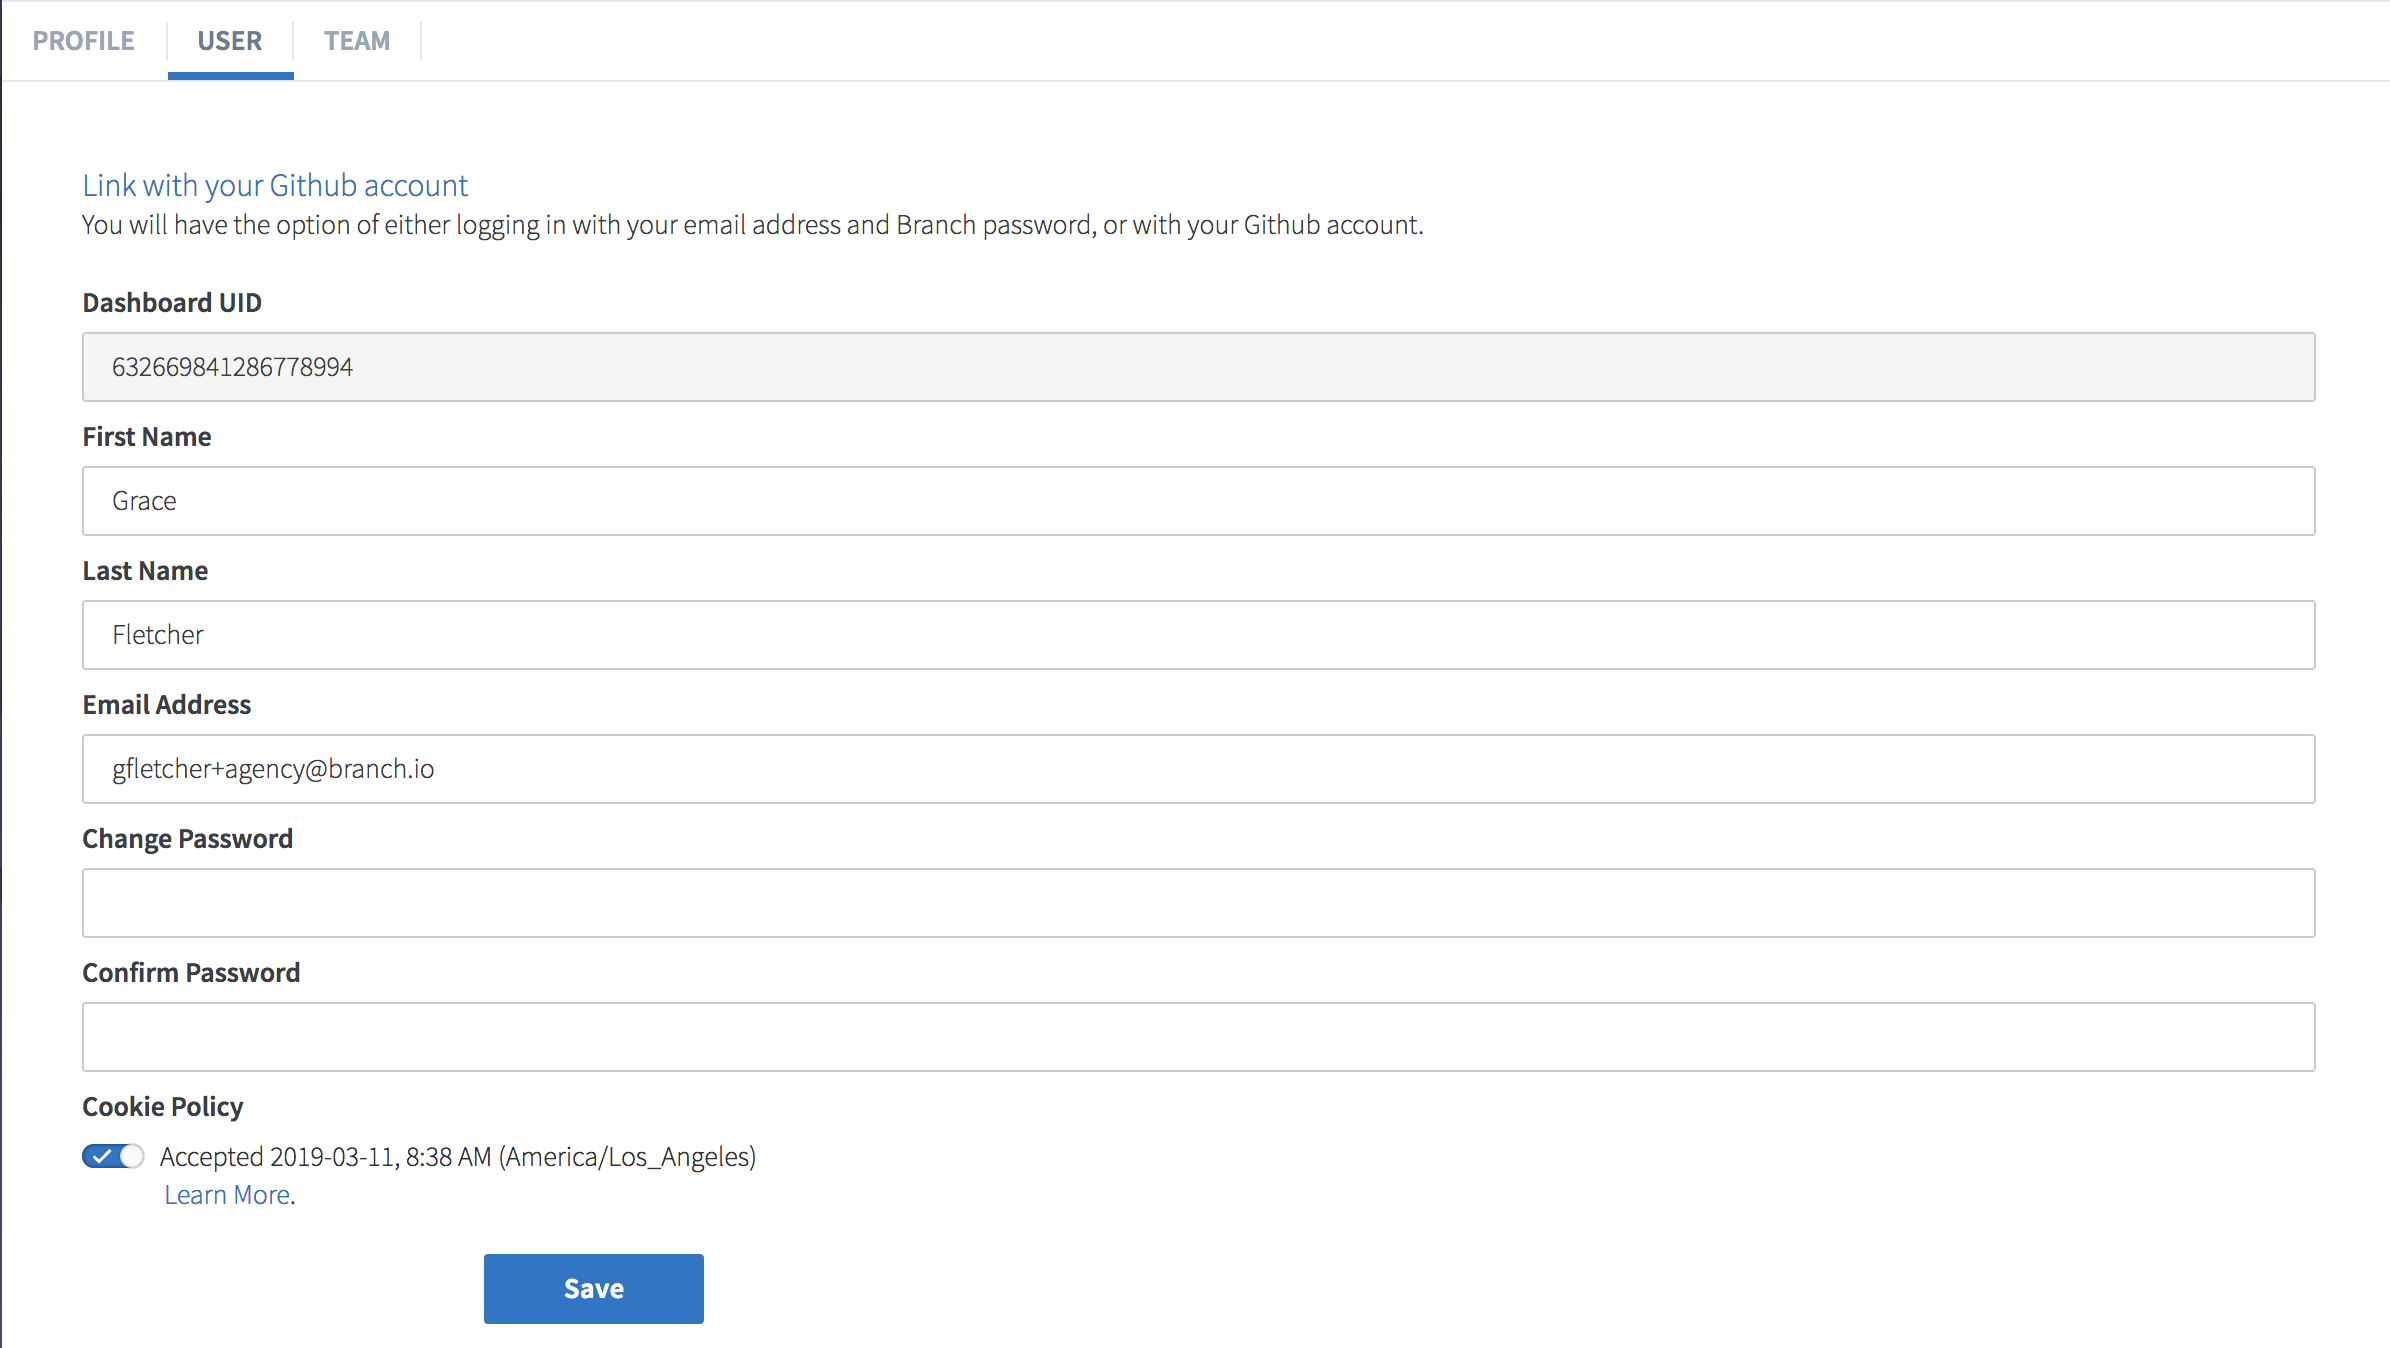 PROFILE USER TEAM
Link with your Github account
You will have the option of either logging in with your email address and Branch password, or with your Github account.
Dashboard UID
632669841286778994
First Name
Grace
Last Name
Fletcher
Email Address
gfletcher+agency@branch.io
Change Password
Confirm Password
Cookie Policy
Accepted 2019-03-11, 8:38 AM (America/Los_Angeles)
Learn More.
Save